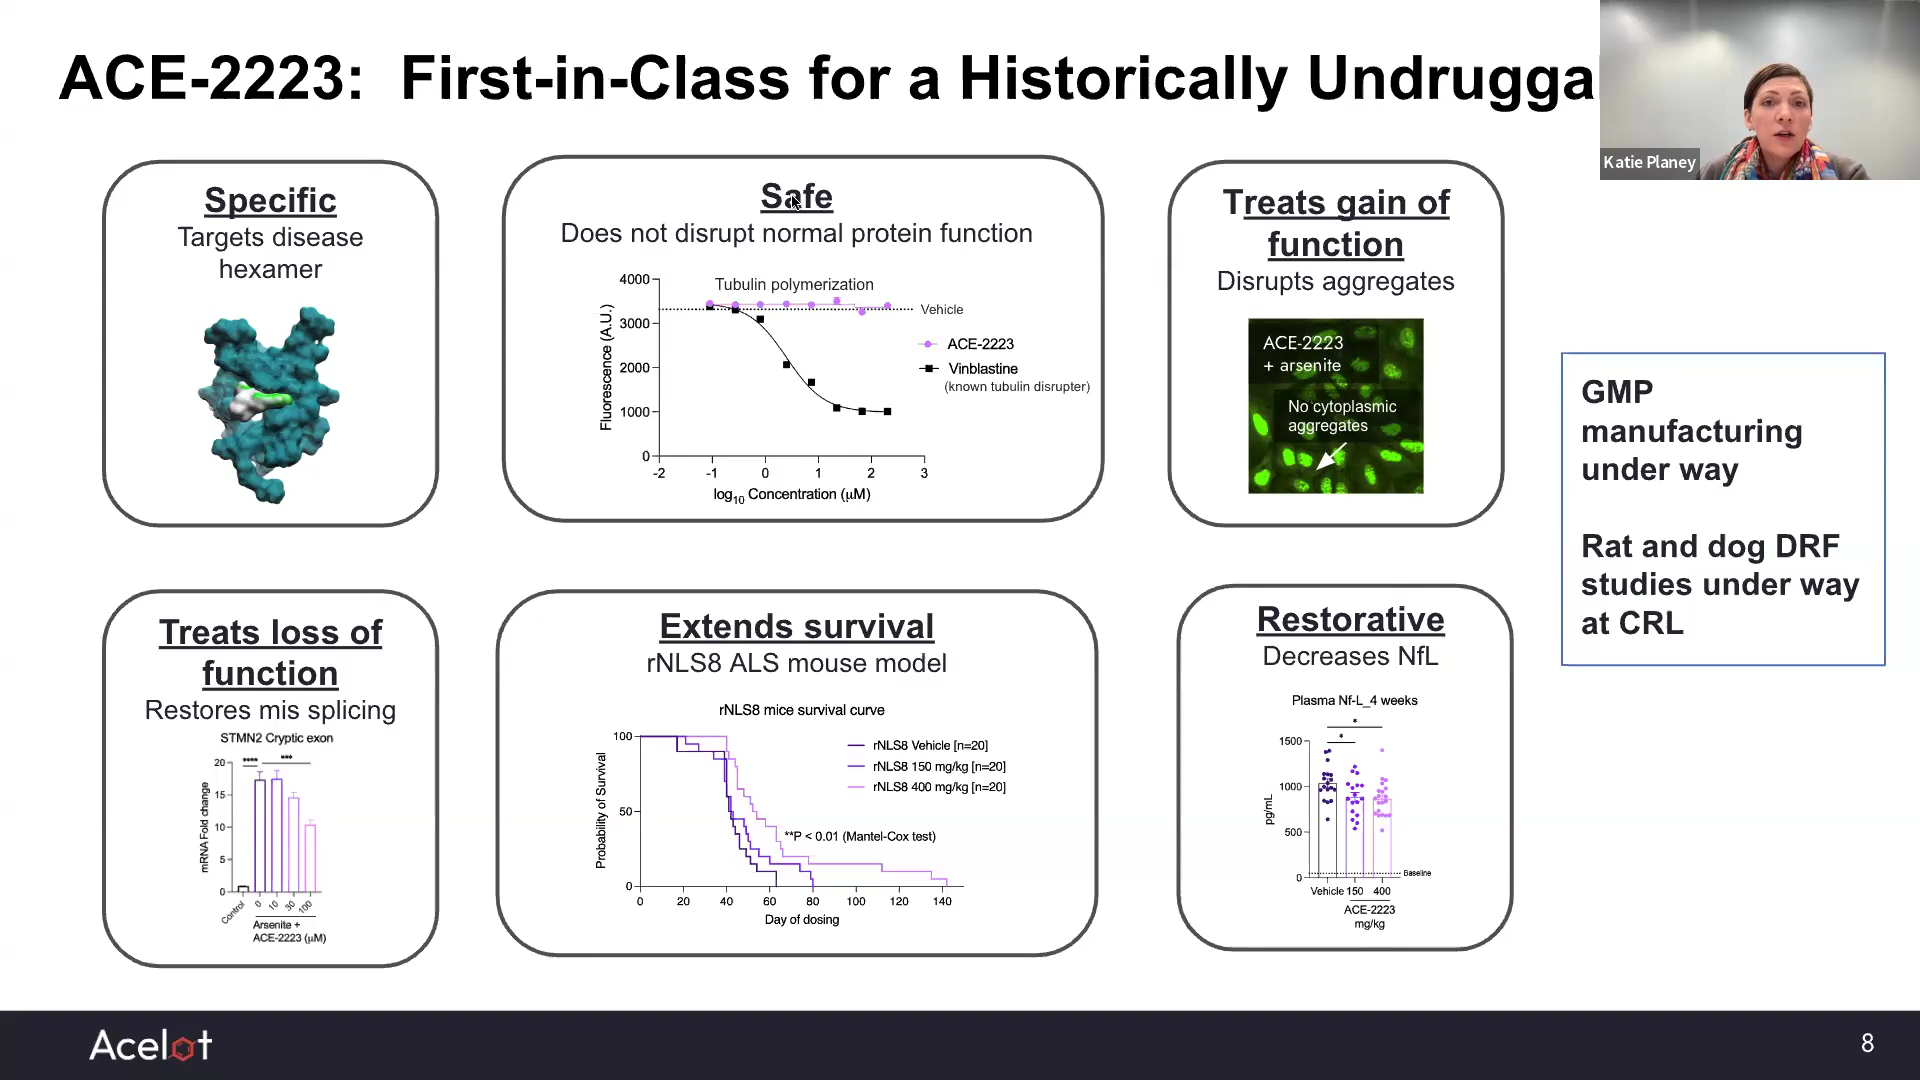 ACE-2223:  First-in-Class for a Historically Undrugga
Katie Planey
Specific
Targets disease
hexamer
Safe
Does not disrupt normal protein function
Tubulin polymerization
4000
3000
2000
1000
0
Fluorescence (A.U.)
-2 -1 0 1 2 3
log10 Concentration (μM)
Vehicle
ACE-2223
Vinblastine
(known tubulin disrupter)
Treats gain of
function
Disrupts aggregates
ACE-2223
+ arsenite
No cytoplasmic
aggregates
GMP
manufacturing
under way
Rat and dog DRF
studies under way
at CRL
Treats loss of
function
Restores mis splicing
STMN2 Cryptic exon
**** ***
20
15
10
5
0
mRNA Fold change
Control 0 10 30 100
Arsenite +
ACE-2223 (μM)
Extends survival
rNLS8 ALS mouse model
rNLS8 mice survival curve
100
50
0
Probability of Survival
rNLS8 Vehicle [n=20]
rNLS8 150 mg/kg [n=20]
rNLS8 400 mg/kg [n=20]
**P < 0.01 (Mantel-Cox test)
0 20 40 60 80 100 120 140
Day of dosing
Restorative
Decreases NfL
Plasma Nf-L_4 weeks
*
*
1500
1000
500
0
pg/mL
Baseline
Vehicle 150 400
ACE-2223
mg/kg
Acelot
8